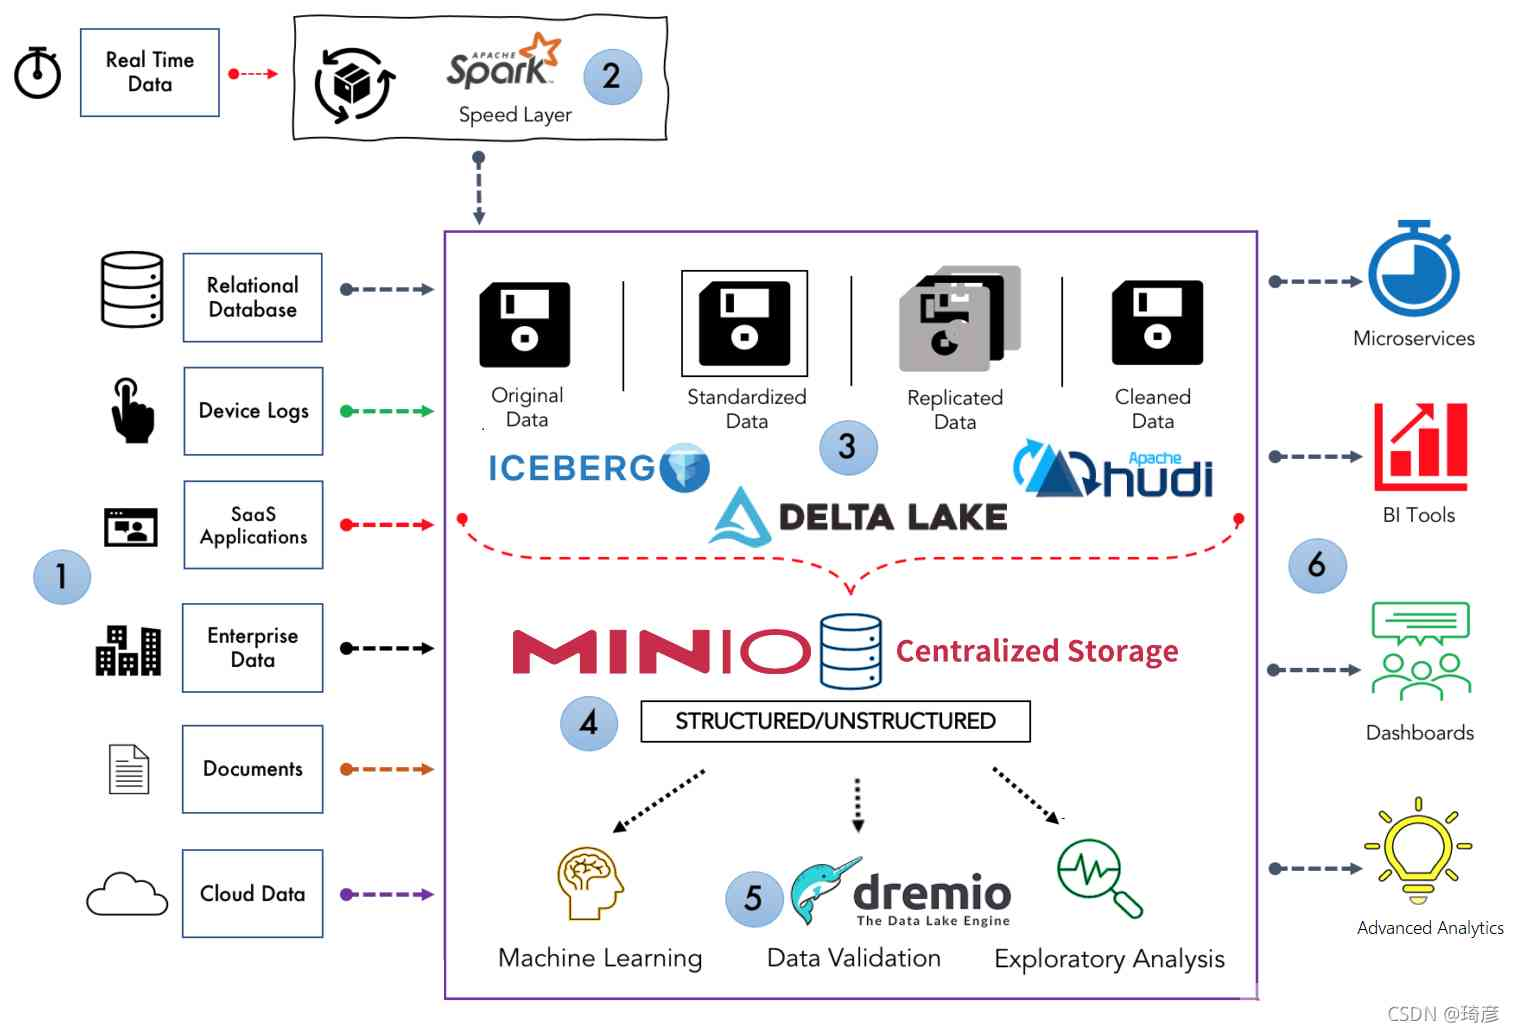 Real Time
Data
APACHE
Spark
TM
2
Speed Layer
Relational
Database
Device Logs
SaaS
Applications
1
Enterprise
Data
Documents
Cloud Data
Original
Data
Standardized
Data
Replicated
Data
Cleaned
Data
3
ICEBERG
Apache
hudi
DELTA LAKE
MINIO
Centralized Storage
4
STRUCTURED/UNSTRUCTURED
5
dremio
The Data Lake Engine
Machine Learning
Data Validation
Exploratory Analysis
Microservices
BI Tools
6
Dashboards
Advanced Analytics
CSDN @琦彦